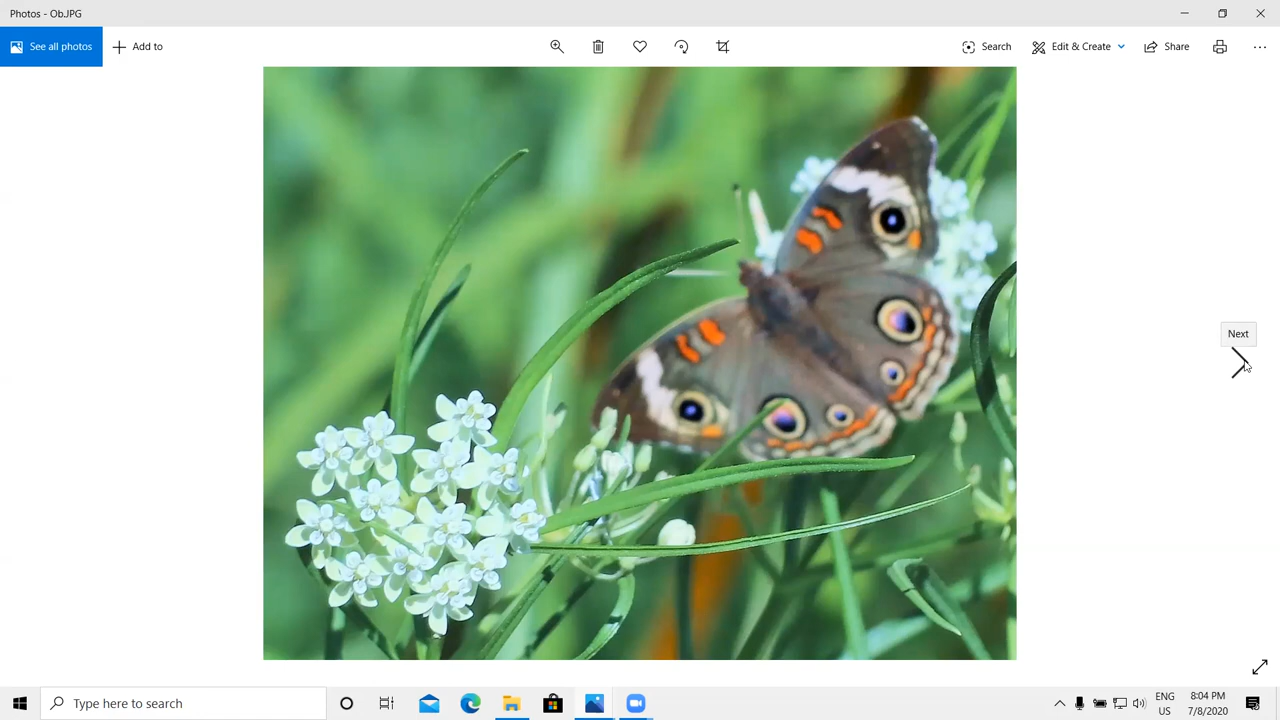 Photos - Ob.JPG
See all photos
Add to
Search
Edit & Create
Share
Next
Type here to search
ENG
US
8:04 PM
7/8/2020